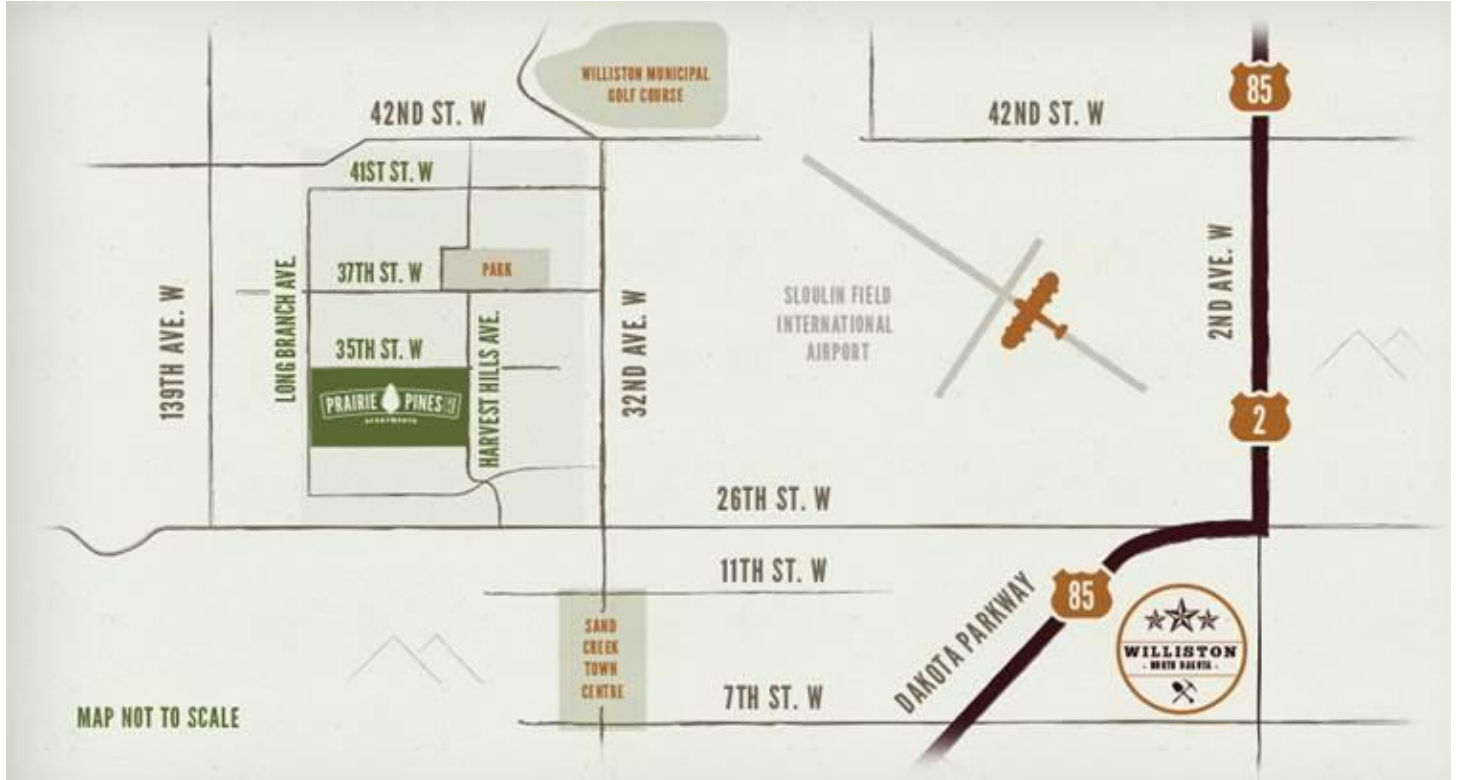 WILLISTON MUNICIPAL
GOLF COURSE
85
42ND ST. W
42ND ST. W
41ST ST. W
37TH ST. W
PARK
LONG BRANCH AVE.
139TH AVE. W
35TH ST. W
HARVEST HILLS AVE.
32ND AVE. W
SLOULIN FIELD
INTERNATIONAL
AIRPORT
2ND AVE. W
PRAIRIE PINES
APARTMENTS
2
26TH ST. W
11TH ST. W
85
DAKOTA PARKWAY
SAND
CREEK
TOWN
CENTRE
WILLISTON
NORTH DAKOTA
7TH ST. W
MAP NOT TO SCALE